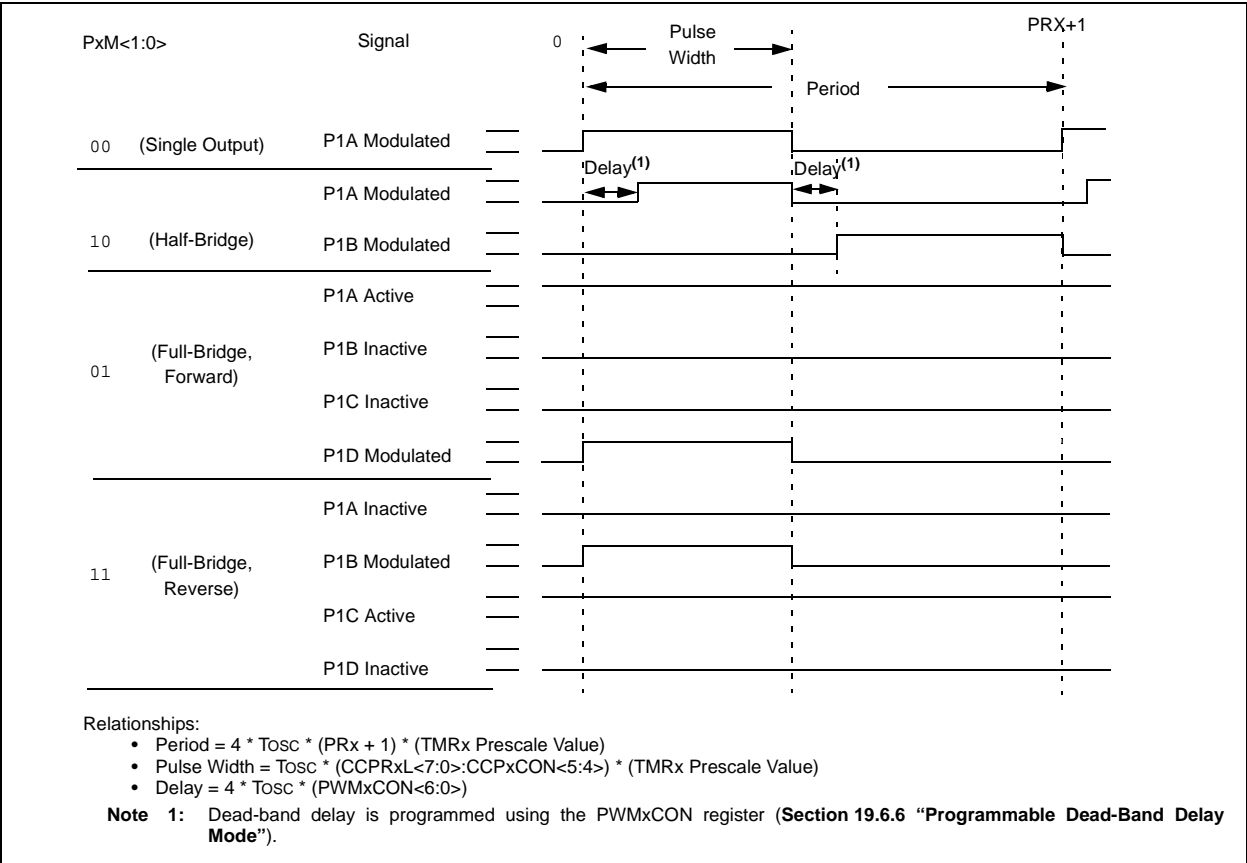 PxM<1:0> Signal 0 Pulse Width PRX+1
Period
00 (Single Output) P1A Modulated
Delay(1) Delay(1)
P1A Modulated
10 (Half-Bridge) P1B Modulated
P1A Active
01 (Full-Bridge, Forward) P1B Inactive
P1C Inactive
P1D Modulated
P1A Inactive
11 (Full-Bridge, Reverse) P1B Modulated
P1C Active
P1D Inactive
Relationships:
• Period = 4 * TOSC * (PRx + 1) * (TMRx Prescale Value)
• Pulse Width = TOSC * (CCPRxL<7:0>:CCPxCON<5:4>) * (TMRx Prescale Value)
• Delay = 4 * TOSC * (PWMxCON<6:0>)
Note 1: Dead-band delay is programmed using the PWMxCON register (Section 19.6.6 “Programmable Dead-Band Delay
Mode”).